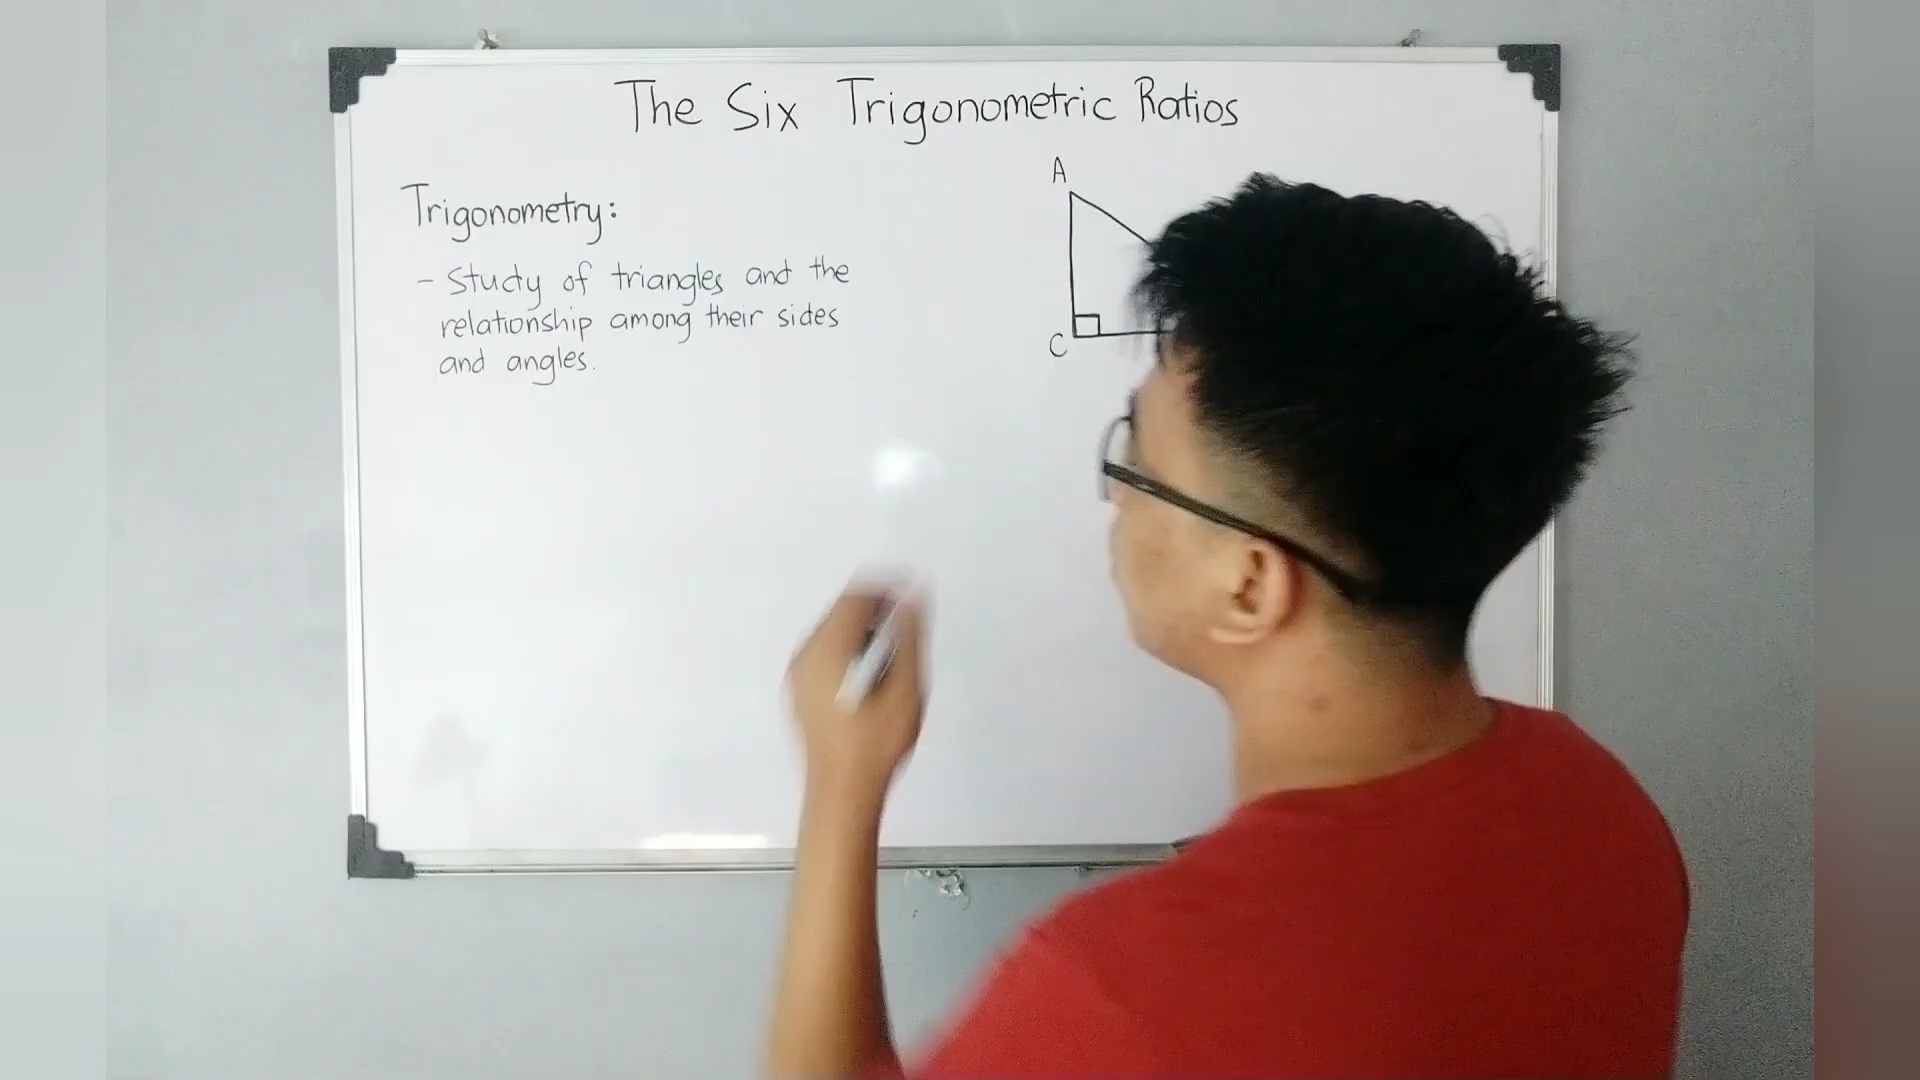 The Six Trigonometric Ratios
Trigonometry:
- Study of triangles and the
relationship among their sides
and angles.
A
C